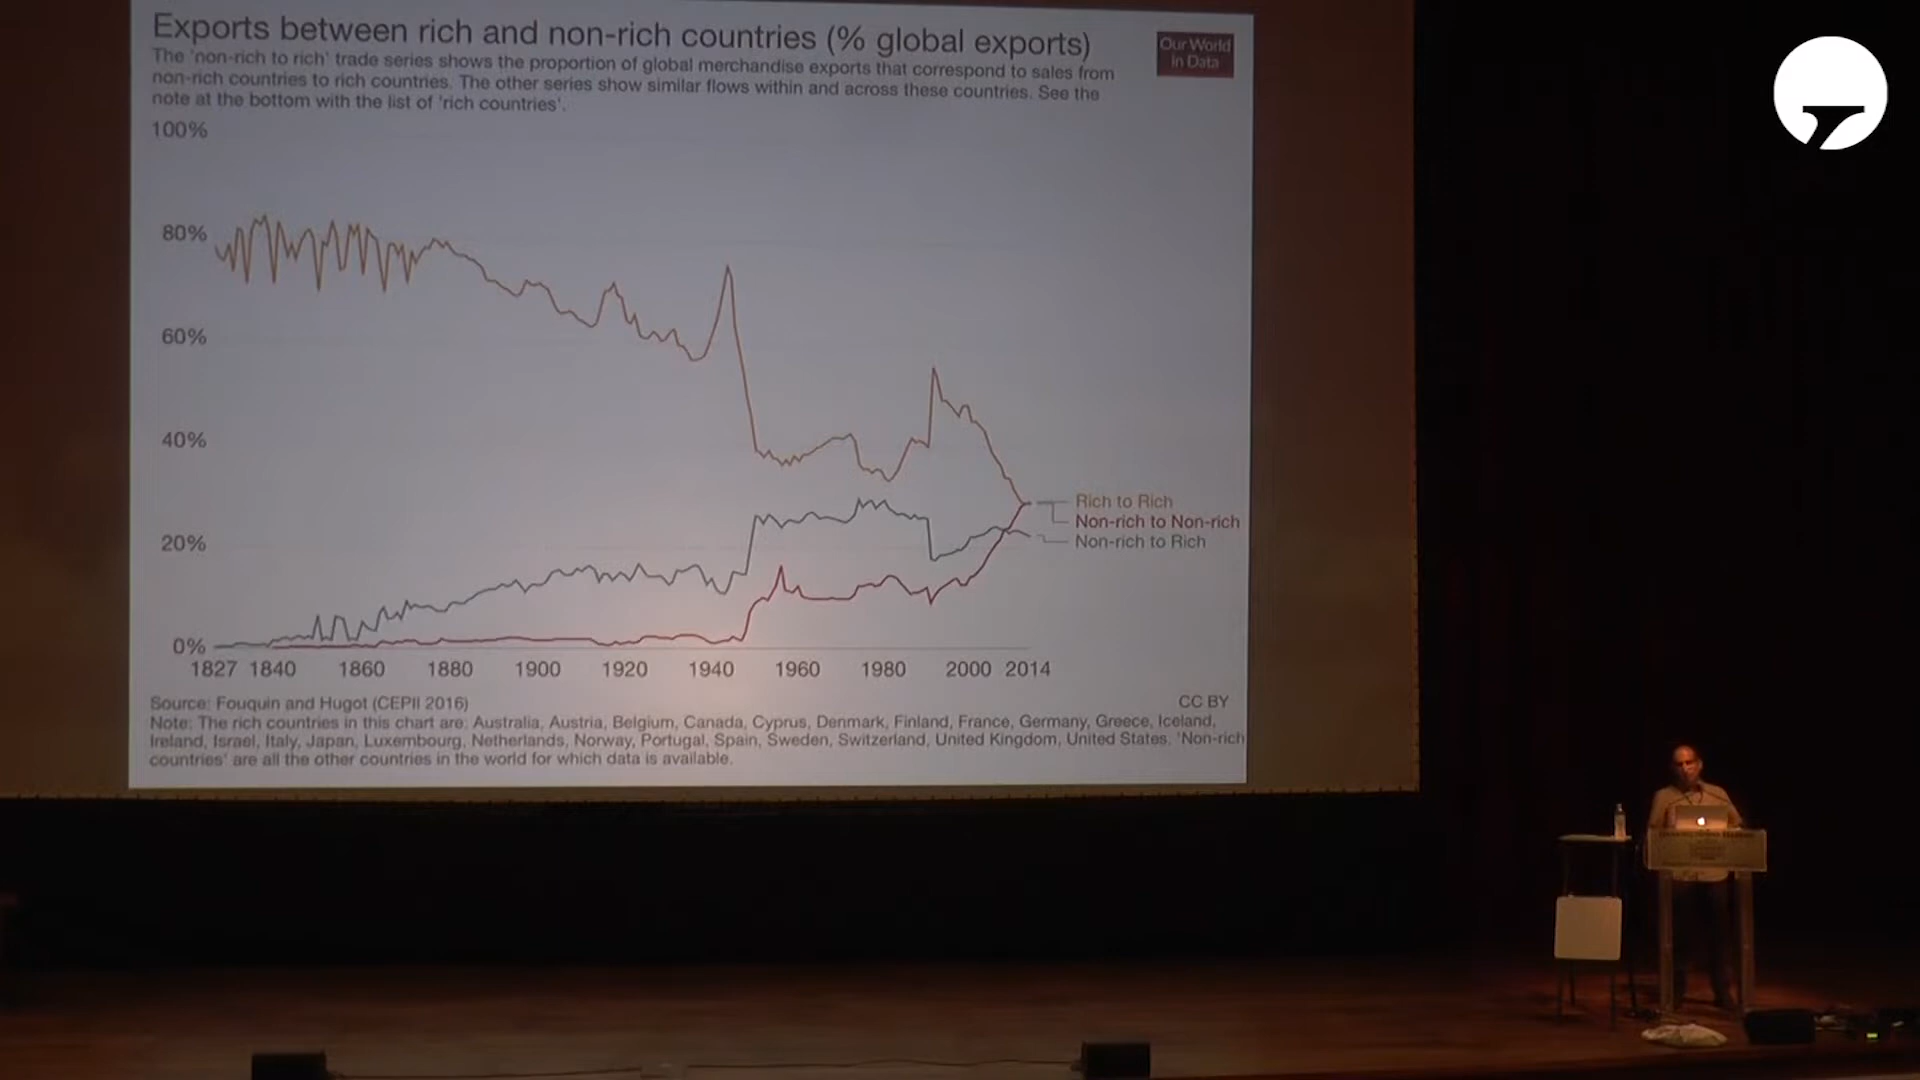 Exports between rich and non-rich countries (% global exports)
The 'non-rich to rich' trade series shows the proportion of global merchandise exports that correspond to sales from
non-rich countries to rich countries. The other series show similar flows within and across these countries. See the
note at the bottom with the list of 'rich countries'.
Our World
in Data
100%
80%
60%
40%
20%
0%
Rich to Rich
Non-rich to Non-rich
Non-rich to Rich
1827 1840 1860 1880 1900 1920 1940 1960 1980 2000 2014
Source: Fouquin and Hugot (CEPII 2016)
CC BY
Note: The rich countries in this chart are: Australia, Austria, Belgium, Canada, Cyprus, Denmark, Finland, France, Germany, Greece, Iceland,
Ireland, Israel, Italy, Japan, Luxembourg, Netherlands, Norway, Portugal, Spain, Sweden, Switzerland, United Kingdom, United States. 'Non-rich
countries' are all the other countries in the world for which data is available.